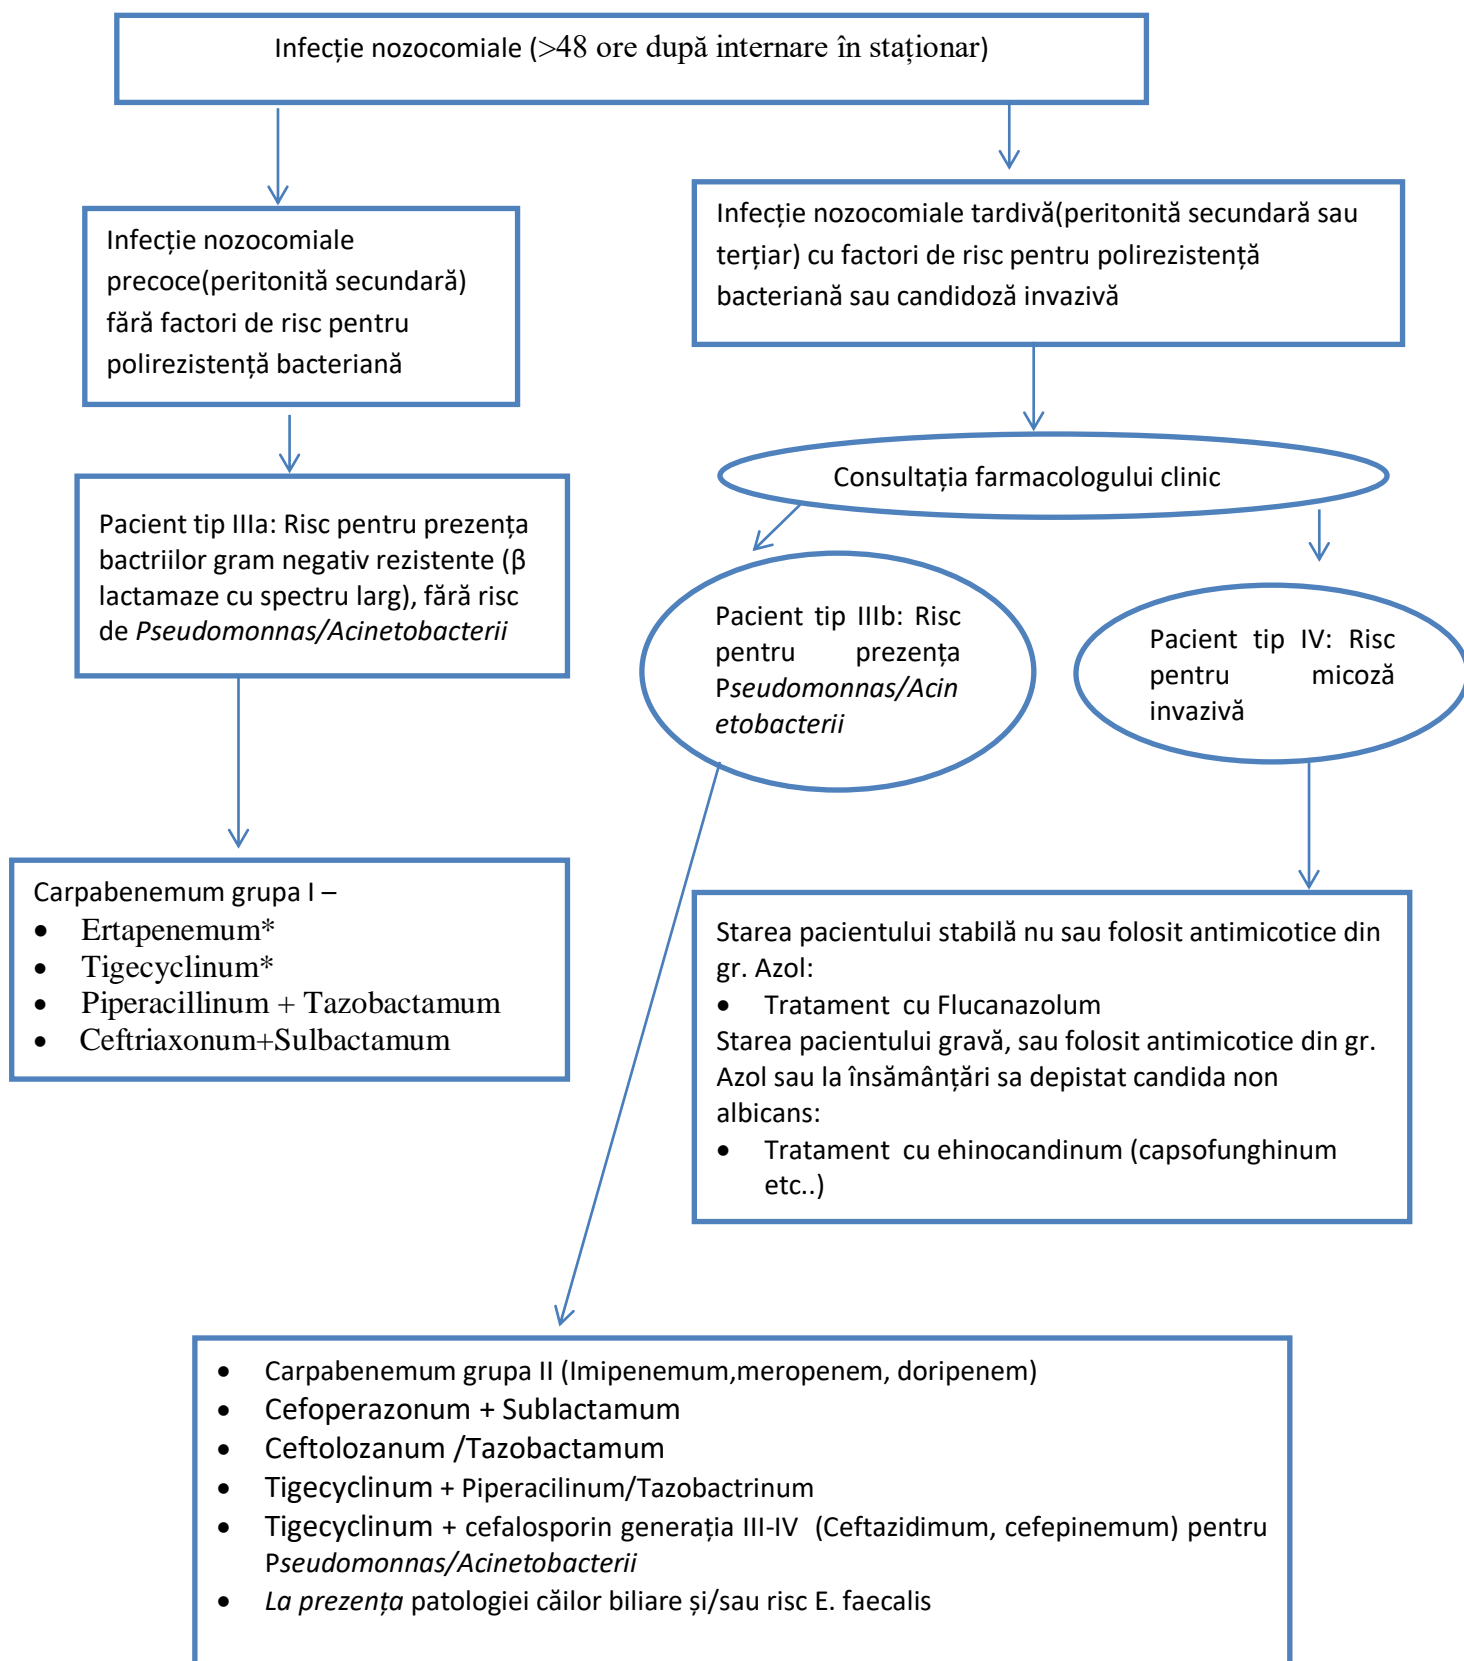 Infecție nozocomiale (>48 ore după internare în staționar)
Infecție nozocomiale
precoce(peritonită secundară)
fără factori de risc pentru
polirezistență bacteriană
Infecție nozocomiale tardivă(peritonită secundară sau
terțiar) cu factori de risc pentru polirezistență
bacteriană sau candidoză invazivă
Consultația farmacologului clinic
Pacient tip IIIa: Risc pentru prezența
bactriilor gram negativ rezistente (β
lactamaze cu spectru larg), fără risc
de Pseudomonnas/Acinetobacterii
Pacient tip IIIb: Risc
pentru prezența
Pseudomonnas/Acin
etobacterii
Pacient tip IV: Risc
pentru micoză
invazivă
Carpabenemum grupa I –
• Ertapenemum*
• Tigecyclinum*
• Piperacillinum + Tazobactamum
• Ceftriaxonum+Sulbactamum
Starea pacientului stabilă nu sau folosit antimicotice din
gr. Azol:
• Tratament cu Flucanazolum
Starea pacientului gravă, sau folosit antimicotice din gr.
Azol sau la însămânțări sa depistat candida non
albicans:
• Tratament cu ehinocandinum (capsofunghinum
etc..)
• Carpabenemum grupa II (Imipenemum,meropenem, doripenem)
• Cefoperazonum + Sublactamum
• Ceftolozanum /Tazobactamum
• Tigecyclinum + Piperacilinum/Tazobactrinum
• Tigecyclinum + cefalosporin generația III-IV (Ceftazidimum, cefepinemum) pentru
Pseudomonnas/Acinetobacterii
• La prezența patologiei căilor biliare și/sau risc E. faecalis